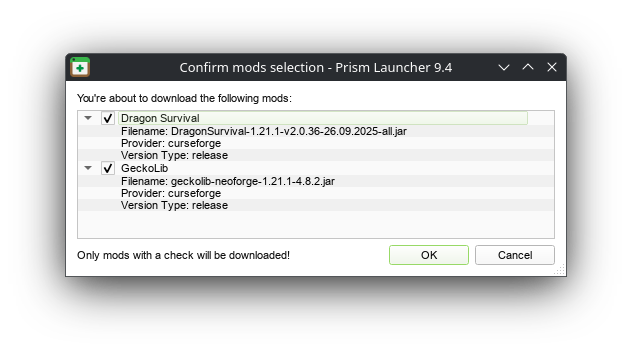 Confirm mods selection - Prism Launcher 9.4
You're about to download the following mods:
Dragon Survival
Filename: DragonSurvival-1.21.1-v2.0.36-26.09.2025-all.jar
Provider: curseforge
Version Type: release
GeckoLib
Filename: geckolib-neoforge-1.21.1-4.8.2.jar
Provider: curseforge
Version Type: release
Only mods with a check will be downloaded!
OK
Cancel